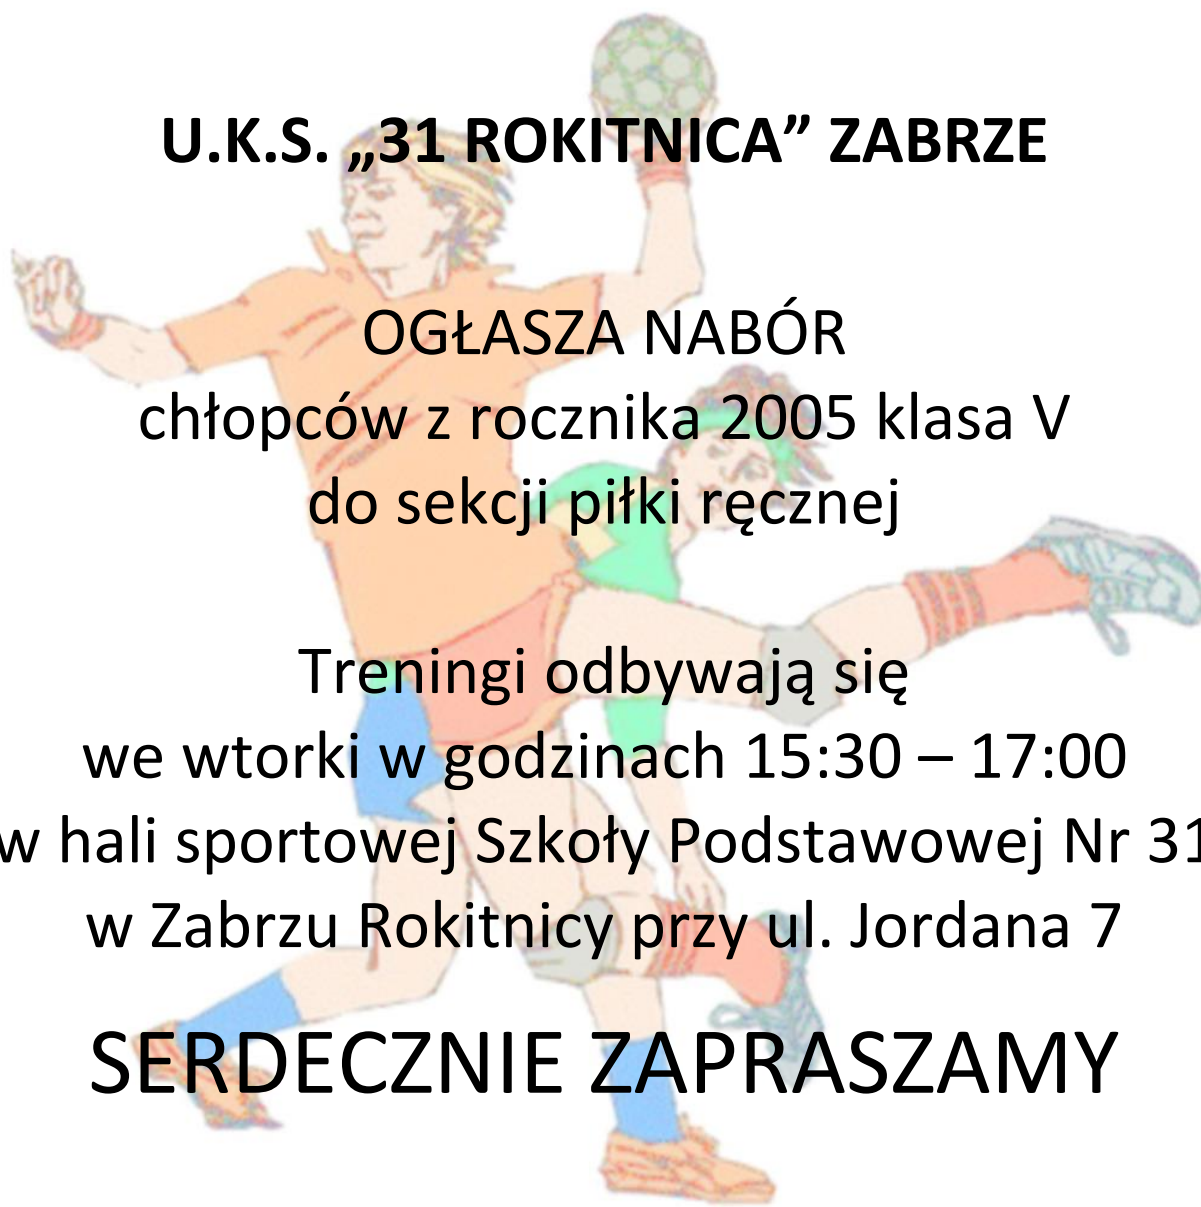 U.K.S. „31 ROKITNICA” ZABRZE
OGŁASZA NABÓR
chłopców z rocznika 2005 klasa V
do sekcji piłki ręcznej
Treningi odbywają się
we wtorki w godzinach 15:30 – 17:00
w hali sportowej Szkoły Podstawowej Nr 31
w Zabrzu Rokitnicy przy ul. Jordana 7
SERDECZNIE ZAPRASZAMY